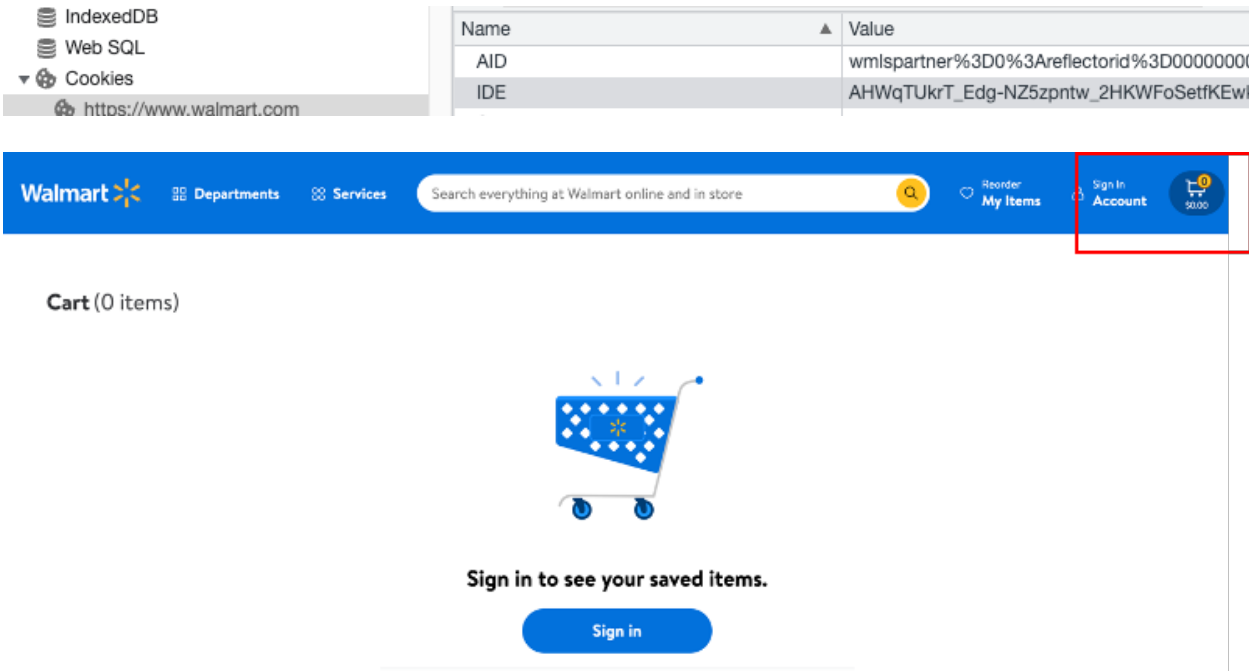 IndexedDB
Web SQL
Cookies
https://www.walmart.com
Name Value
AID wmlspartner%3D0%3Areflectorid%3D00000000
IDE AHWqTUkrT_Edg-NZ5zpntw_2HKWFoSetfKEw
Walmart Departments Services Search everything at Walmart online and in store Reorder My Items Sign In Account 0 $0.00
Cart (0 items)
Sign in to see your saved items.
Sign in